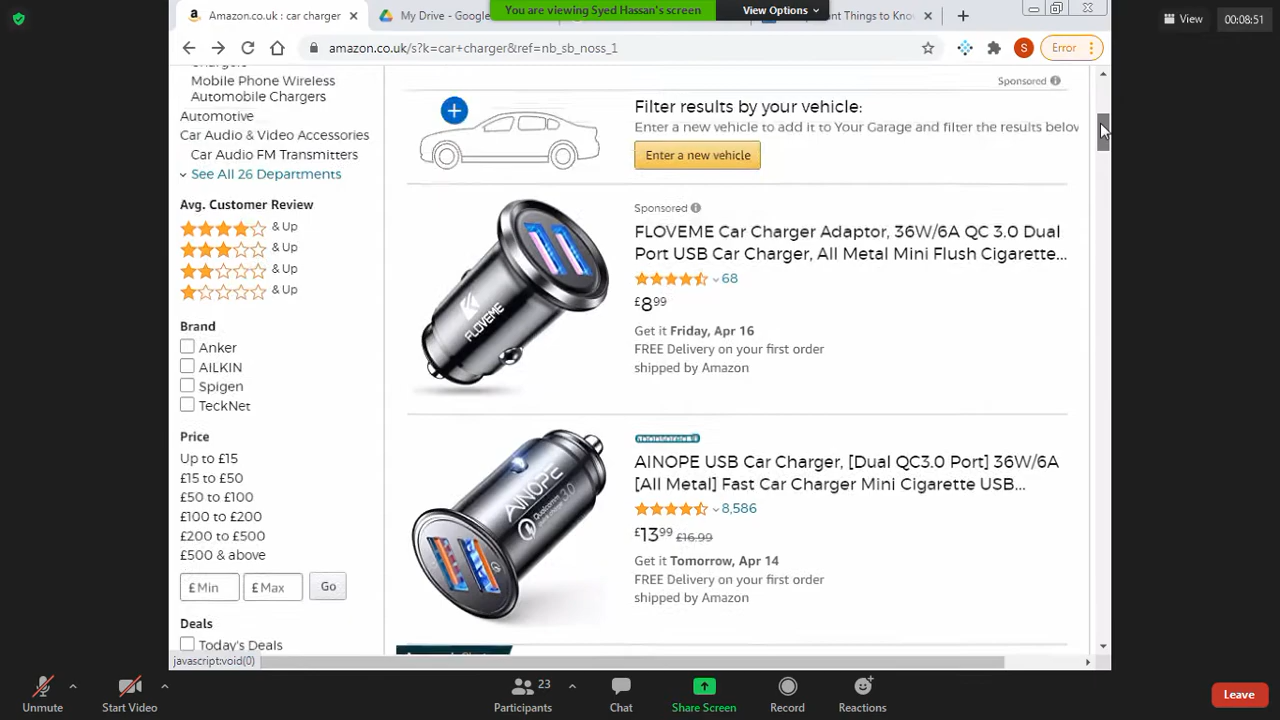 Amazon.co.uk : car charger
My Drive - Google
You are viewing Syed Hassan's screen
View Options
nt Things to Kno
View
00:08:51
amazon.co.uk/s?k=car+charger&ref=nb_sb_noss_1
S
Error
Mobile Phone Wireless
Automobile Chargers
Automotive
Car Audio & Video Accessories
Car Audio FM Transmitters
See All 26 Departments
Avg. Customer Review
& Up
& Up
& Up
& Up
Brand
Anker
AILKIN
Spigen
TeckNet
Price
Up to £15
£15 to £50
£50 to £100
£100 to £200
£200 to £500
£500 & above
£ Min
£ Max
Go
Deals
Today's Deals
javascript:void(0)
Sponsored
Filter results by your vehicle:
Enter a new vehicle to add it to Your Garage and filter the results below
Enter a new vehicle
FLOVEME
Sponsored
FLOVEME Car Charger Adaptor, 36W/6A QC 3.0 Dual
Port USB Car Charger, All Metal Mini Flush Cigarette...
68
£8.99
Get it Friday, Apr 16
FREE Delivery on your first order
shipped by Amazon
AINOPE
Qualcomm
3.0
AINOPE USB Car Charger, [Dual QC3.0 Port] 36W/6A
[All Metal] Fast Car Charger Mini Cigarette USB...
8,586
£13.99 £16.99
Get it Tomorrow, Apr 14
FREE Delivery on your first order
shipped by Amazon
Unmute
Start Video
23
Participants
Chat
Share Screen
Record
Reactions
Leave